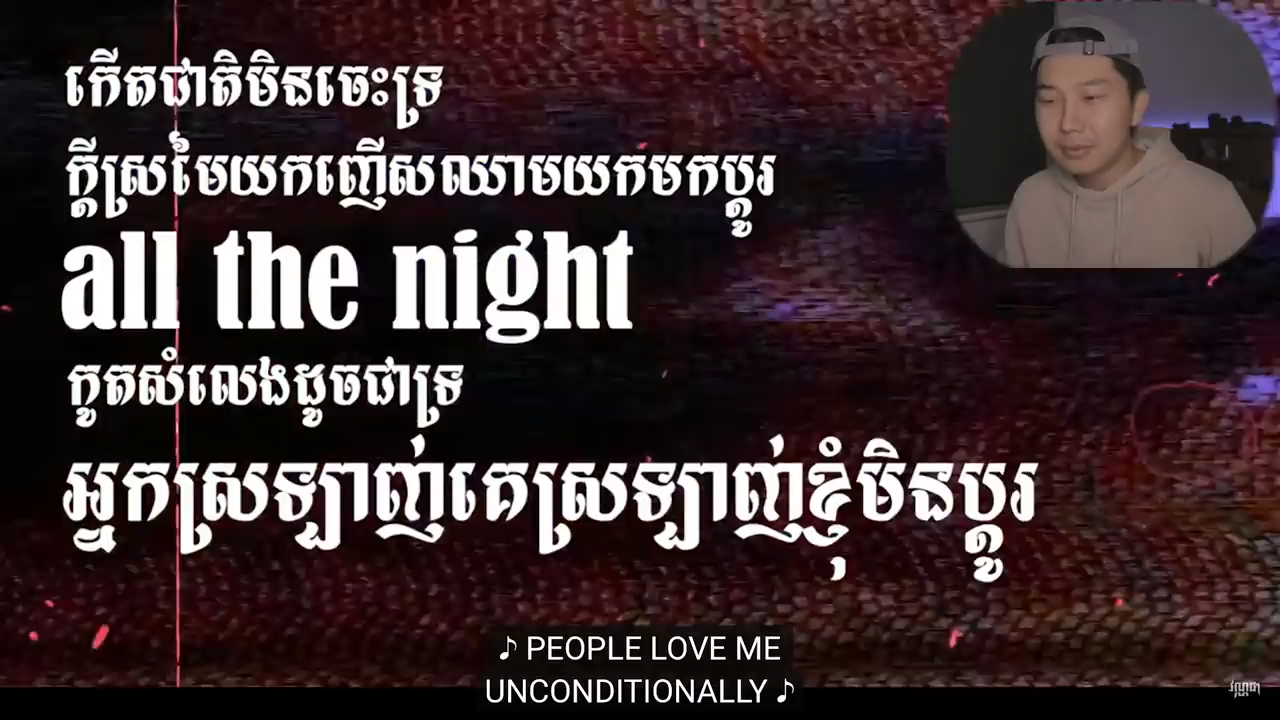 កើតជាតិមិនចេះទ្រ
ក្ដីស្រមៃយកញើសឈាមយកមកប្ដូរ
all the night
កូតសំលេងដូចជាទ្រ
អ្នកស្រឡាញ់គេស្រឡាញ់ខ្ញុំមិនប្ដូរ
♪ PEOPLE LOVE ME
UNCONDITIONALLY ♪